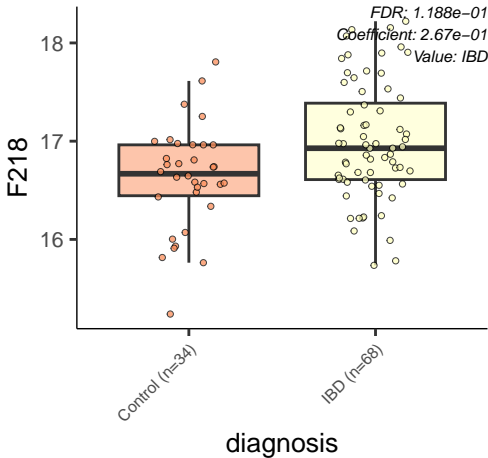 FDR: 1.188e−01
Coefficient: 2.67e−01
Value: IBD
18
17
16
F218
Control (n=34)
IBD (n=68)
diagnosis